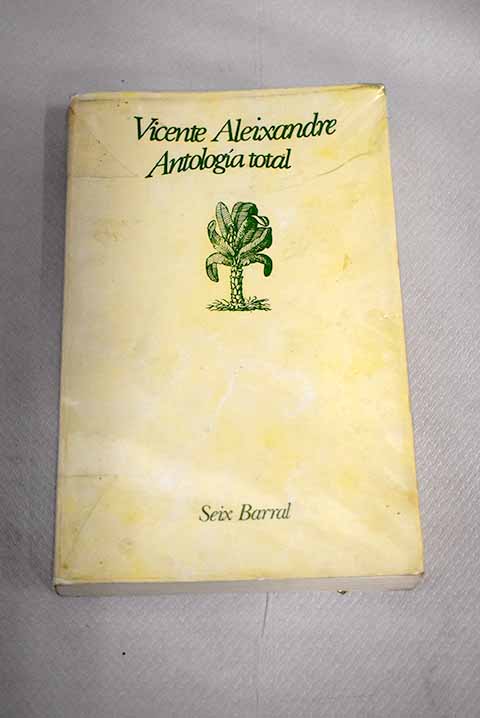 Vicente Aleixandre
Antología total
Seix Barral